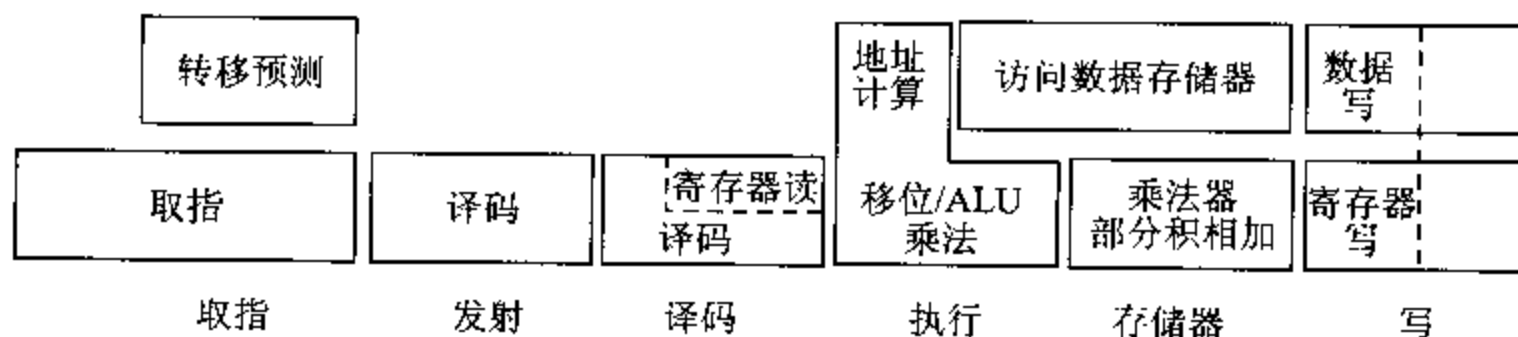 转移预测
地址
计算
访问数据存储器
数据
写
取指
译码
寄存器读
译码
移位/ALU
乘法
乘法器
部分积相加
寄存器
写
取指
发射
译码
执行
存储器
写